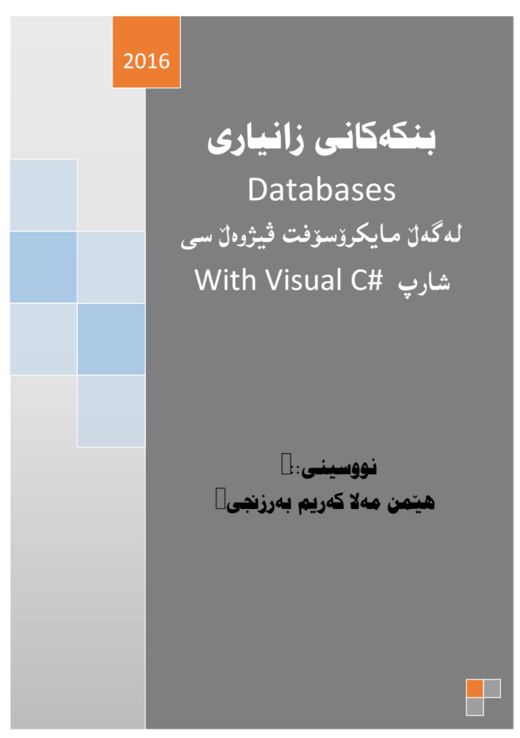 2016
بنکەکانی زانیاری
Databases
لەگەڵ مایکرۆسۆفت ڤیژوەڵ سی
شارپ With Visual C#
نووسینی::
هێمن مەلا کەریم بەرزنجی